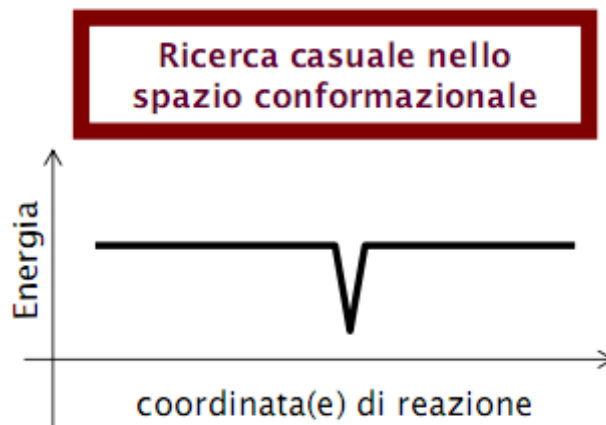 Ricerca casuale nello
spazio conformazionale
Energia
coordinata(e) di reazione